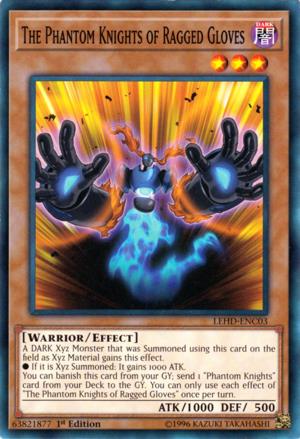 THE PHANTOM KNIGHTS OF RAGGED GLOVES
DARK
闇
LEHD-ENC03
[WARRIOR/EFFECT]
A DARK Xyz Monster that was Summoned using this card on the
field as Xyz Material gains this effect.
● If it is Xyz Summoned: It gains 1000 ATK.
You can banish this card from your GY; send 1 "Phantom Knights"
card from your Deck to the GY. You can only use each effect of
"The Phantom Knights of Ragged Gloves" once per turn.
ATK/1000 DEF/ 500
63821877 1st Edition ©1996 KAZUKI TAKAHASHI